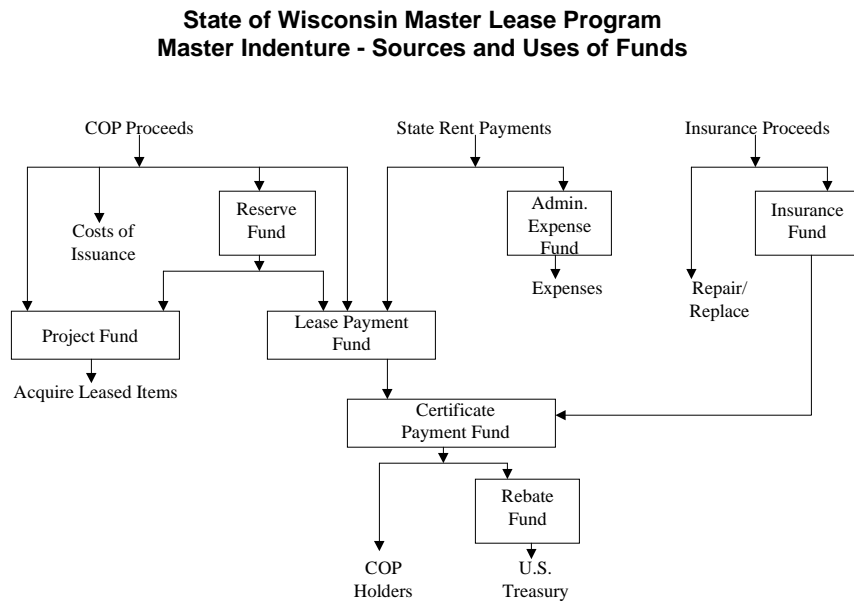 State of Wisconsin Master Lease Program
Master Indenture - Sources and Uses of Funds
COP Proceeds
State Rent Payments
Insurance Proceeds
Costs of
Issuance
Reserve
Fund
Admin.
Expense
Fund
Insurance
Fund
Expenses
Repair/
Replace
Project Fund
Lease Payment
Fund
Acquire Leased Items
Certificate
Payment Fund
Rebate
Fund
COP
Holders
U.S.
Treasury